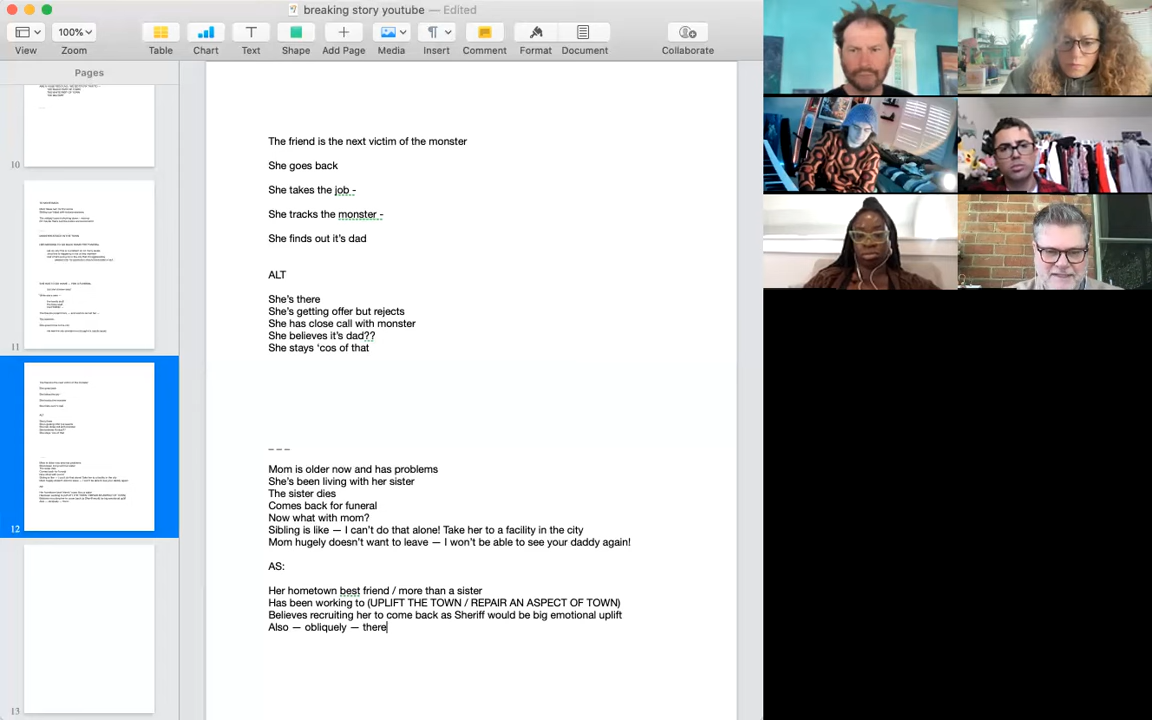 breaking story youtube — Edited
100%
View
Zoom
Table
Chart
Text
Shape
Add Page
Media
Insert
Comment
Format
Document
Collaborate
Pages
10
11
12
13
The friend is the next victim of the monster
She goes back
She takes the job -
She tracks the monster -
She finds out it's dad
ALT
She's there
She's getting offer but rejects
She has close call with monster
She believes it's dad??
She stays ‘cos of that
— — —
Mom is older now and has problems
She's been living with her sister
The sister dies
Comes back for funeral
Now what with mom?
Sibling is like — I can't do that alone! Take her to a facility in the city
Mom hugely doesn't want to leave — I won't be able to see your daddy again!
AS:
Her hometown best friend / more than a sister
Has been working to (UPLIFT THE TOWN / REPAIR AN ASPECT OF TOWN)
Believes recruiting her to come back as Sheriff would be big emotional uplift
Also — obliquely — there